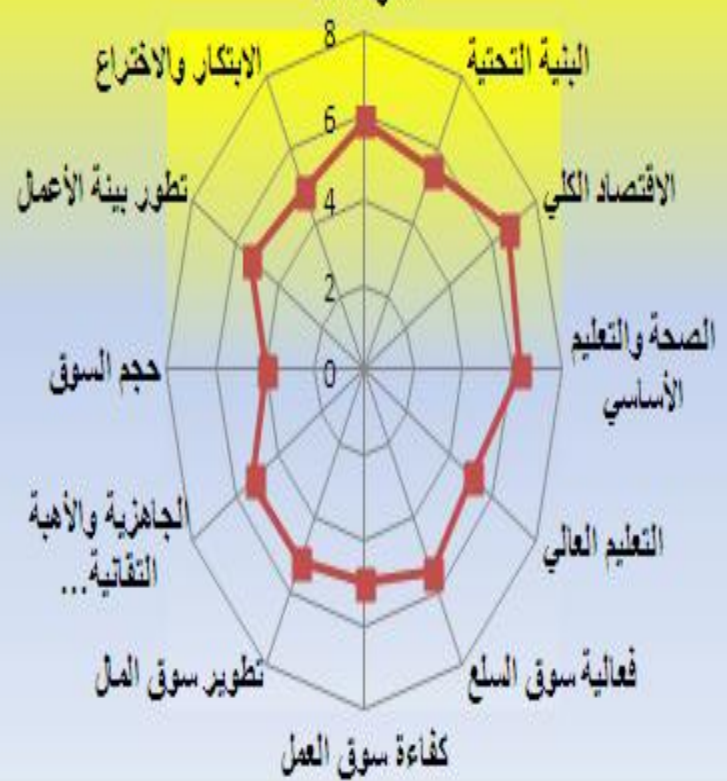 8
6
4
2
0
البنية التحتية
الاقتصاد الكلي
الصحة والتعليم
الأساسي
التعليم العالي
فعالية سوق السلع
كفاءة سوق العمل
تطوير سوق المال
الجاهزية والأهبة
التقانية...
حجم السوق
تطور بيئة الأعمال
الابتكار والاختراع